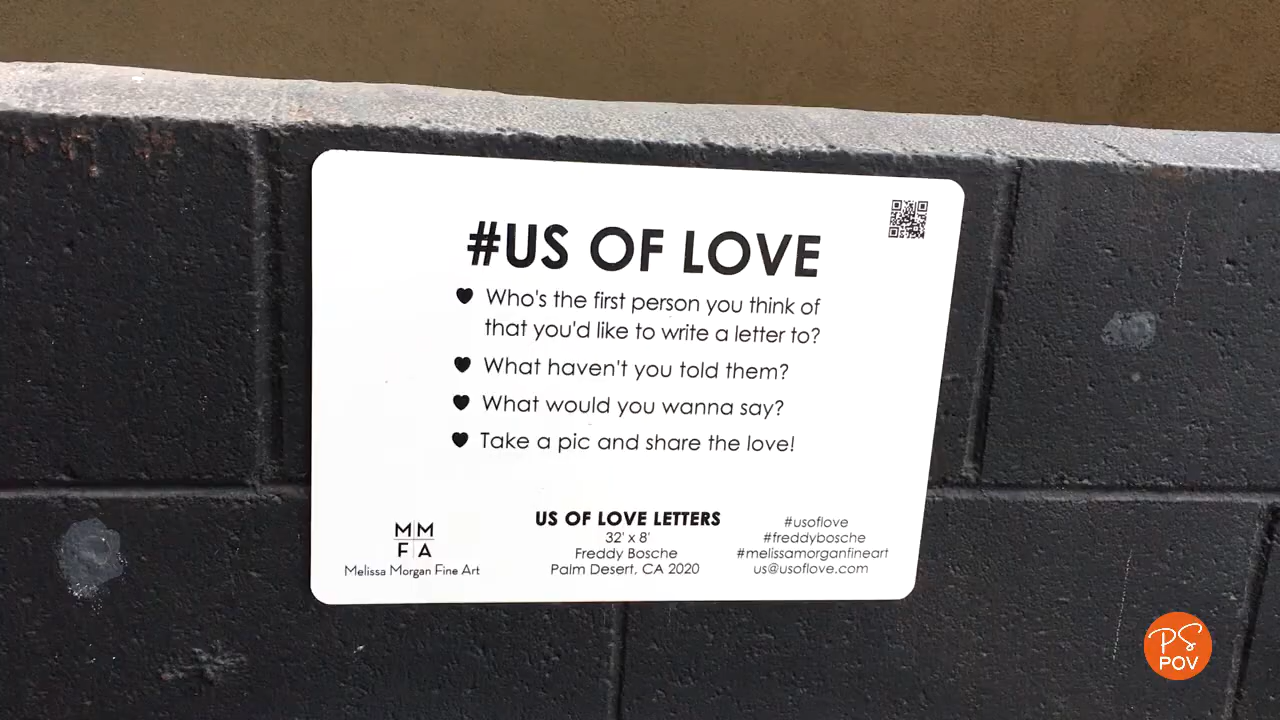 #US OF LOVE
Who's the first person you think of
that you'd like to write a letter to?
What haven't you told them?
What would you wanna say?
Take a pic and share the love!
MM
FA
Melissa Morgan Fine Art
US OF LOVE LETTERS
32' x 8'
Freddy Bosche
Palm Desert, CA 2020
#usoflove
#freddybosche
#melissamorganfineart
us@usoflove.com
PS
POV